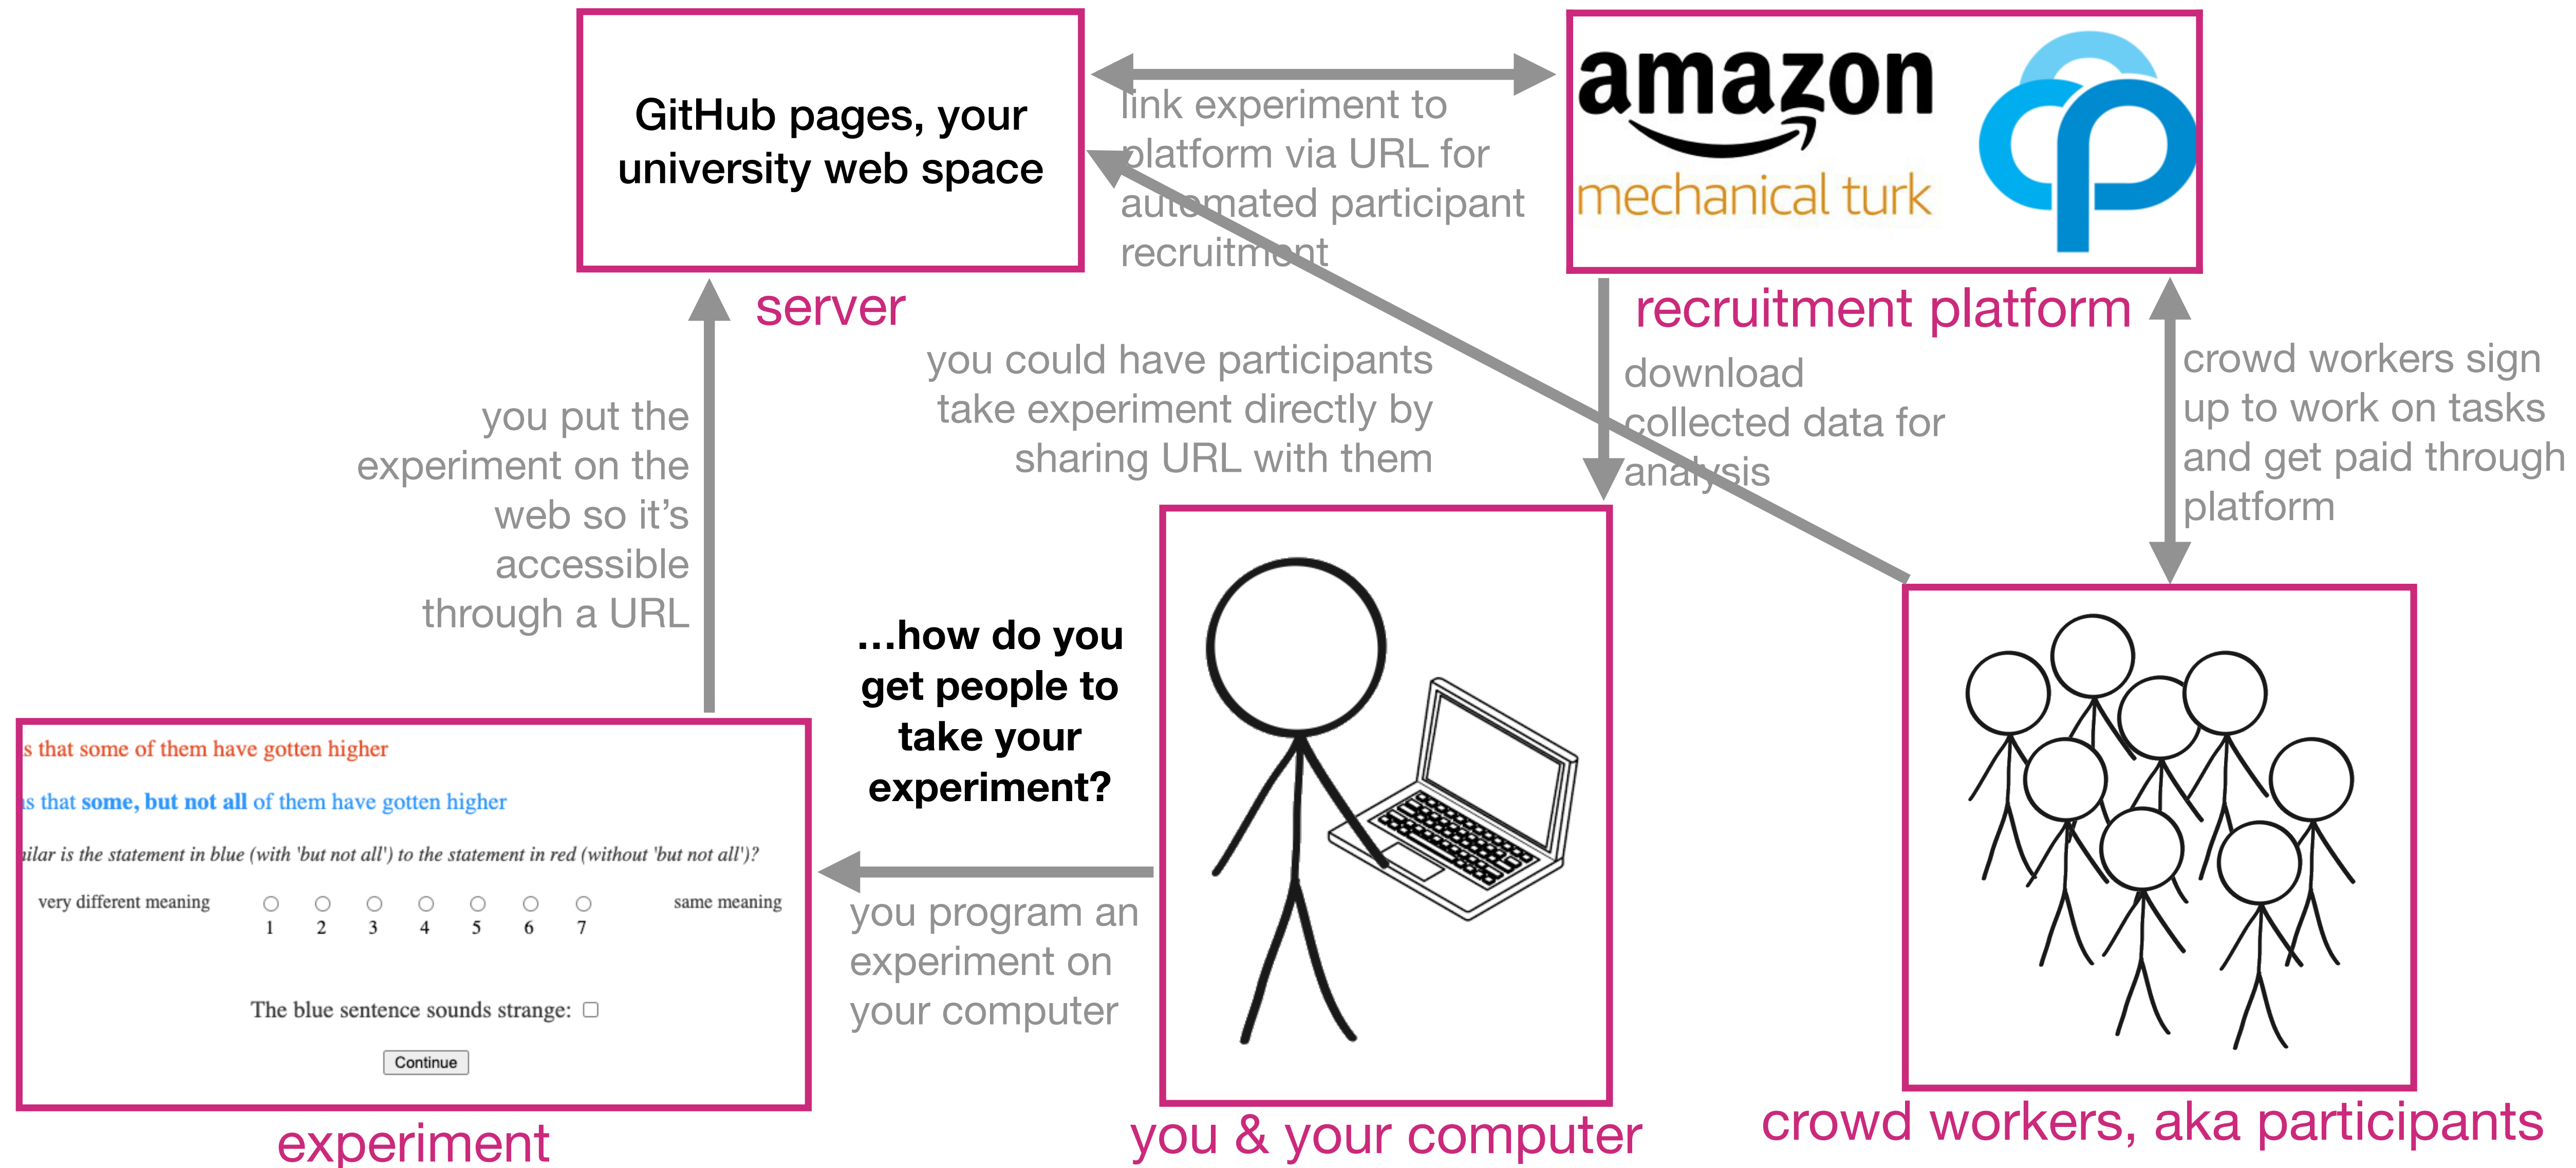 GitHub pages, your
university web space
server
link experiment to
platform via URL for
automated participant
recruitment
amazon
mechanical turk
recruitment platform
you put the
experiment on the
web so it's
accessible
through a URL
you could have participants
take experiment directly by
sharing URL with them
download
collected data for
analysis
crowd workers sign
up to work on tasks
and get paid through
platform
...how do you
get people to
take your
experiment?
s that some of them have gotten higher
s that some, but not all of them have gotten higher
ilar is the statement in blue (with 'but not all') to the statement in red (without 'but not all')?
very different meaning same meaning
1 2 3 4 5 6 7
The blue sentence sounds strange:
Continue
experiment
you program an
experiment on
your computer
you & your computer
crowd workers, aka participants